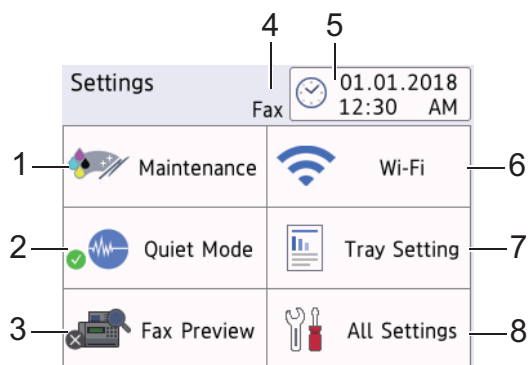 4 5
Settings
01.01.2018
Fax
12:30 AM
1 Maintenance Wi-Fi 6
2 Quiet Mode Tray Setting 7
3 Fax Preview All Settings 8